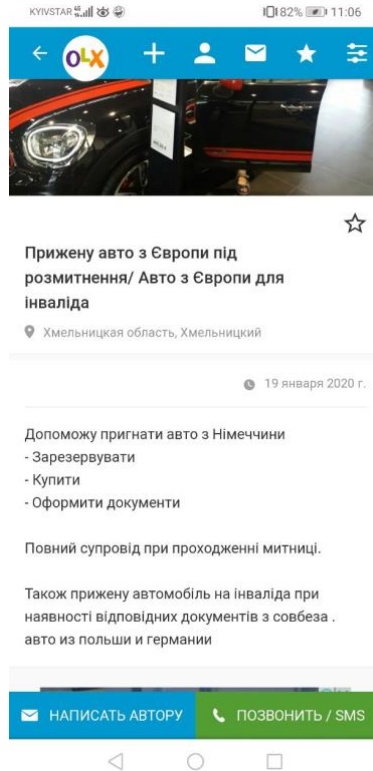 KYIVSTAR 82% 11:06
OLX
Прижену авто з Європи під
розмитнення/ Авто з Європи для
інваліда
Хмельницкая область, Хмельницкий
19 января 2020 г.
Допоможу пригнати авто з Німеччини
- Зарезервувати
- Купити
- Оформити документи
Повний супровід при проходженні митниці.
Також прижену автомобіль на інваліда при
наявності відповідних документів з совбеза .
авто из польши и германии
НАПИСАТЬ АВТОРУ ПОЗВОНИТЬ / SMS